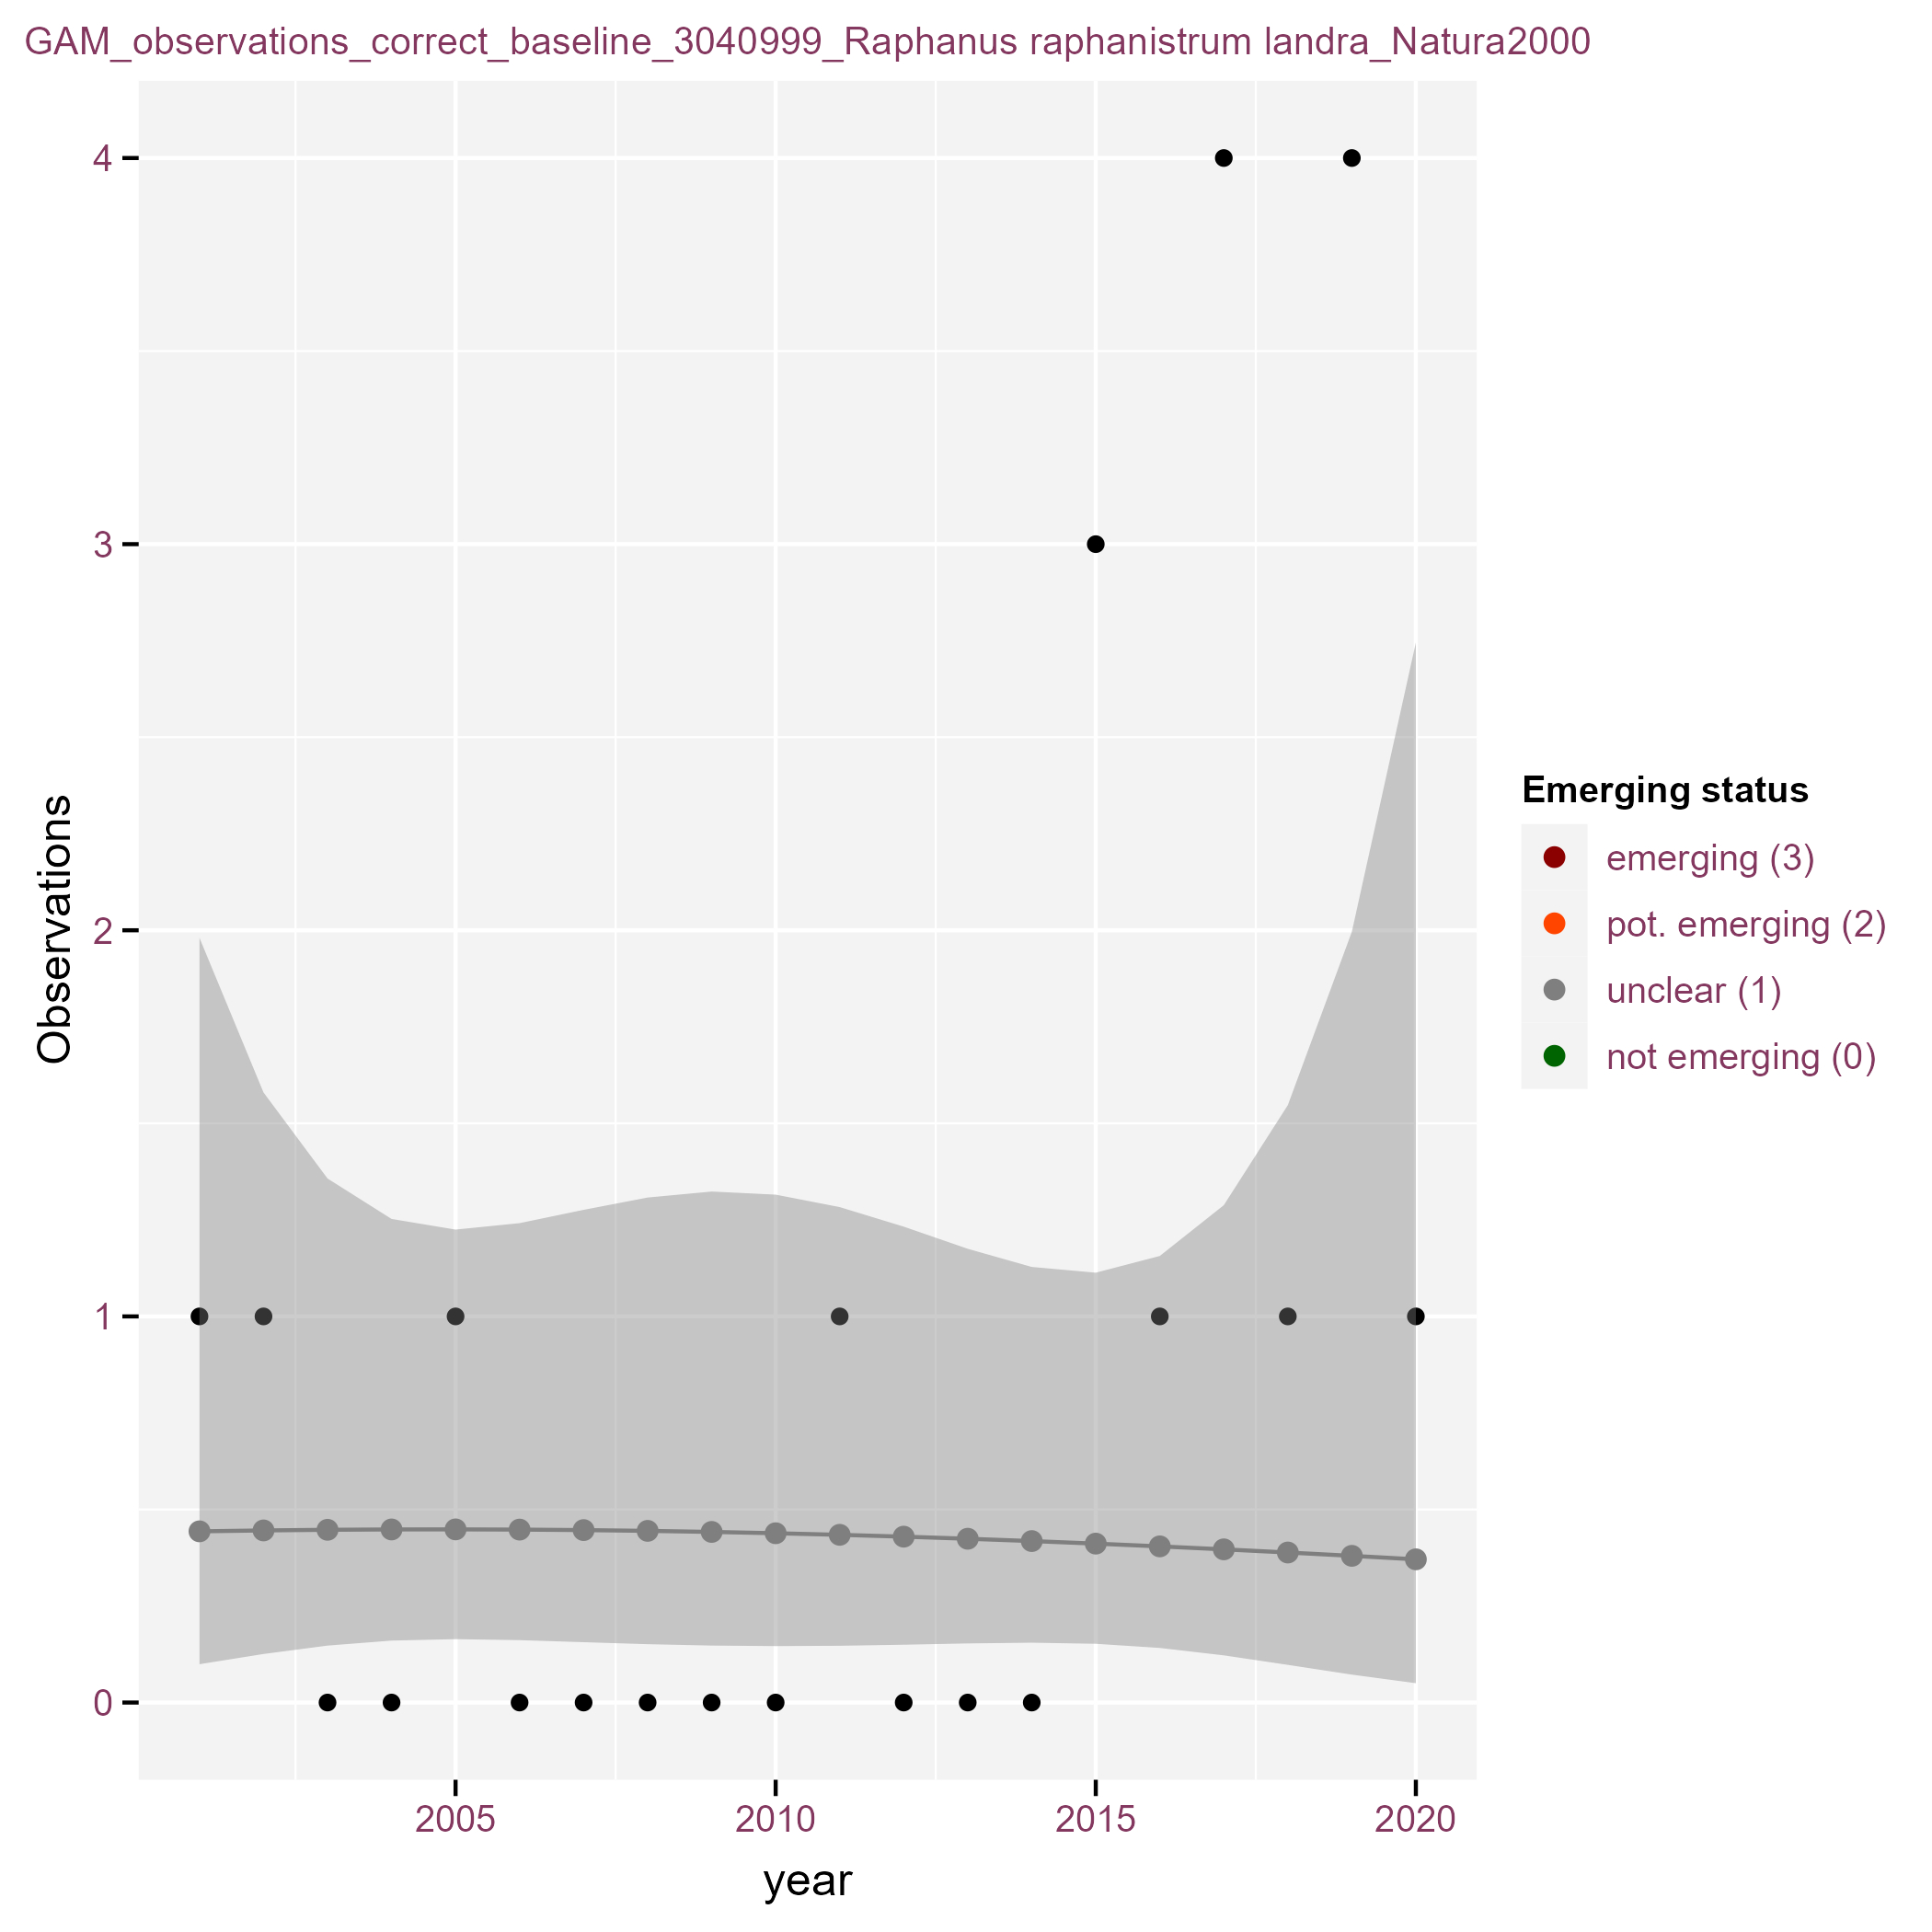 GAM_observations_correct_baseline_3040999_Raphanus raphanistrum landra_Natura2000
4
3
2
1
0
Observations
2005
2010
2015
2020
year
Emerging status
emerging (3)
pot. emerging (2)
unclear (1)
not emerging (0)